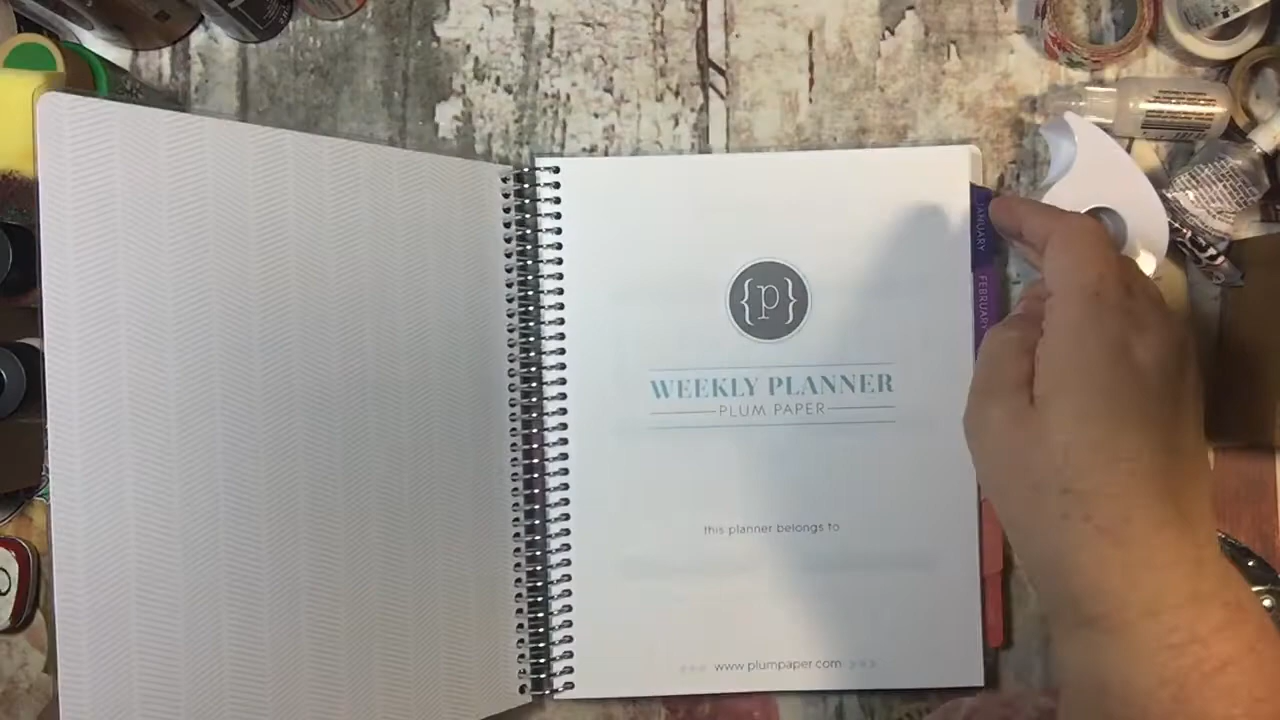 {p}
WEEKLY PLANNER
PLUM PAPER
this planner belongs to
www.plumpaper.com
JANUARY
FEBRUARY